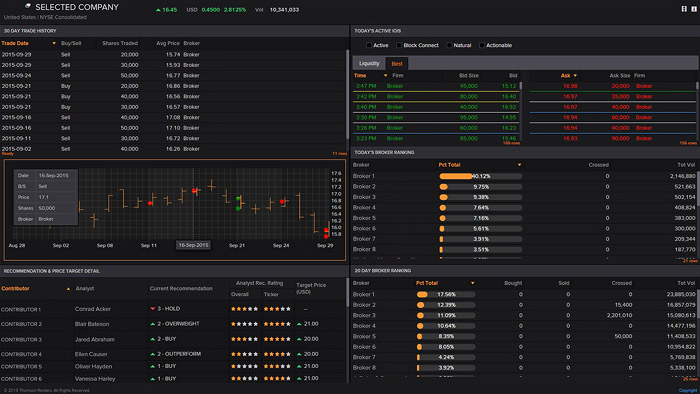 SELECTED COMPANY
16.45 USD 0.4500 2.8125% Vol 10,341,033
United States | NYSE Consolidated
30 DAY TRADE HISTORY
Trade Date Buy/Sell Shares Traded Avg Price Broker
2015-09-29 Sell 20,000 15.74 Broker
2015-09-29 Sell 30,000 15.93 Broker
2015-09-24 Sell 50,000 16.77 Broker
2015-09-21 Buy 20,000 16.86 Broker
2015-09-21 Buy 40,000 16.56 Broker
2015-09-21 Buy 30,000 16.57 Broker
2015-09-16 Sell 40,000 17.08 Broker
2015-09-16 Sell 50,000 17.10 Broker
2015-09-11 Sell 30,000 16.72 Broker
2015-09-02 Sell 40,000 16.26 Broker
Ready 11 rows
Date 16-Sep-2015
B/S Sell
Price 17.1
Shares 50,000
Broker Broker
17.6
17.4
17.2
17.0
16.8
16.6
16.4
16.2
16.0
15.8
Aug 28 Sep 02 Sep 11 16-Sep-2015 Sep 21 Sep 24 Sep 29
RECOMMENDATION & PRICE TARGET DETAIL
Contributor Analyst Current Recommendation Analyst Rec. Rating Overall Ticker Target Price (USD)
CONTRIBUTOR 1 Conrad Acker 3 - HOLD --
CONTRIBUTOR 2 Blair Bateson 2 - OVERWEIGHT 21.00
CONTRIBUTOR 3 Jared Abraham 2 - BUY 20.00
CONTRIBUTOR 4 Ellen Causer 2 - OUTPERFORM 20.00
CONTRIBUTOR 5 Oliver Hayden 1 - BUY 21.00
CONTRIBUTOR 6 Vanessa Harley 1 - BUY 21.00
TODAY'S ACTIVE IOIS
Active Block Connect Natural Actionable
Liquidity Best
Time Firm Bid Size Bid Ask Ask Size Firm
3:47 PM Broker 45,000 15.12 16.98 20,000 Broker
3:42 PM Broker 80,000 16.40 16.97 25,000 Broker
3:40 PM Broker 40,000 16.92 16.97 40,000 Broker
3:35 PM Broker 95,000 14.95 16.94 60,000 Broker
3:26 PM Broker 60,000 16.23 16.94 40,000 Broker
3:23 PM Broker 45,000 15.16 16.93 30,000 Broker
169 rows 156 rows
TODAY'S BROKER RANKING
Broker Pct Total Crossed Tot Vol
Broker 1 40.12% 0 2,146,880
Broker 2 9.75% 0 521,663
Broker 3 9.38% 0 502,154
Broker 4 7.64% 0 408,824
Broker 5 7.16% 0 383,000
Broker 6 5.61% 0 300,000
Broker 7 3.91% 0 209,344
Broker 8 3.51% 0 187,751
21 rows
20 DAY BROKER RANKING
Broker Pct Total Bought Sold Crossed Tot Vol
Broker 1 17.56% 0 0 0 23,885,030
Broker 2 12.39% 0 0 15,400 16,857,079
Broker 3 11.09% 0 0 2,201,010 15,080,613
Broker 4 10.64% 0 0 0 14,477,196
Broker 5 8.39% 0 0 50,000 11,408,533
Broker 6 8.05% 0 0 0 10,954,822
Broker 7 4.24% 0 0 0 5,769,838
Broker 8 3.92% 0 0 0 5,338,100
25 rows
© 2015 Thomson Reuters. All Rights Reserved Copyright